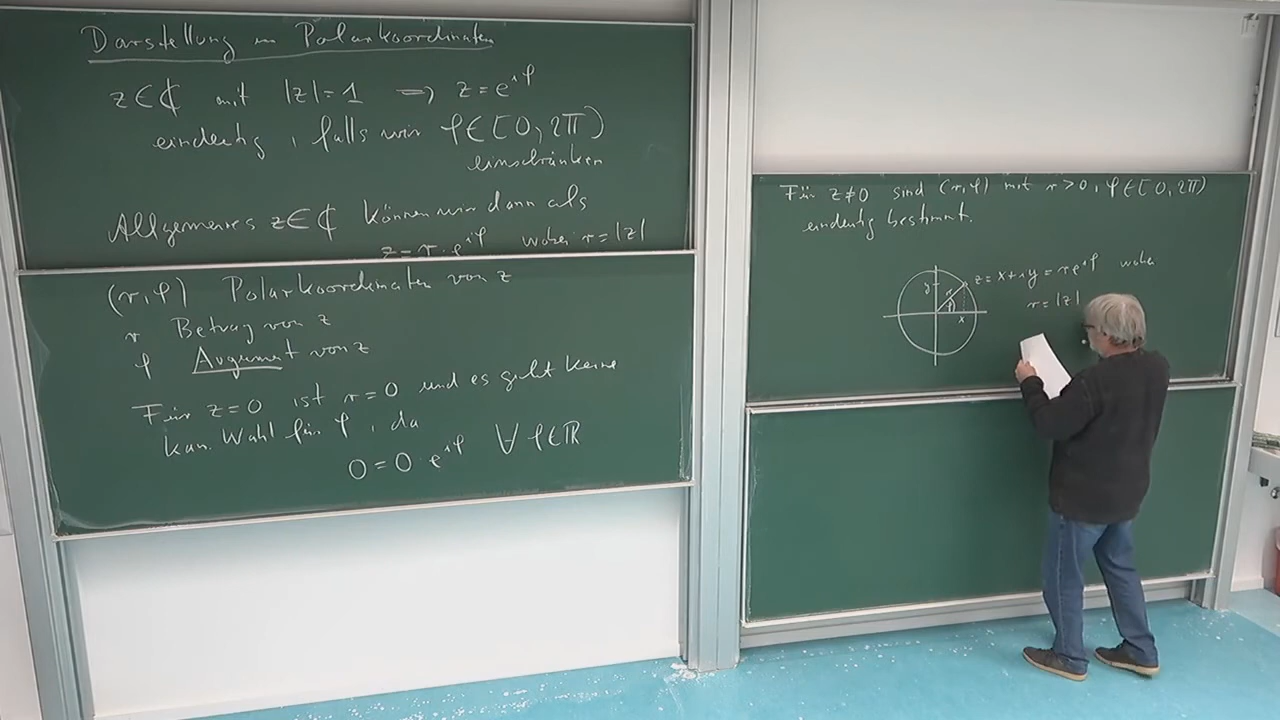 Darstellung in Polarkoordinaten
z∈ℂ mit |z|=1 ⟹ z=e^{iφ}
eindeutig, falls wir φ∈[0,2π)
einschränken
Allgemeines z∈ℂ können wir dann als
z=r·e^{iφ} wobei r=|z|
(r,φ) Polarkoordinaten von z
r Betrag von z
φ Argument von z
Für z=0 ist r=0 und es gibt keine
kan. Wahl für φ, da
0=0·e^{iφ} ∀ φ∈ℝ
Für z≠0 sind (r,φ) mit r>0, φ∈[0,2π)
eindeutig bestimmt.
z=x+iy=re^{iφ} wobei
r=|z|
y
r
φ
x